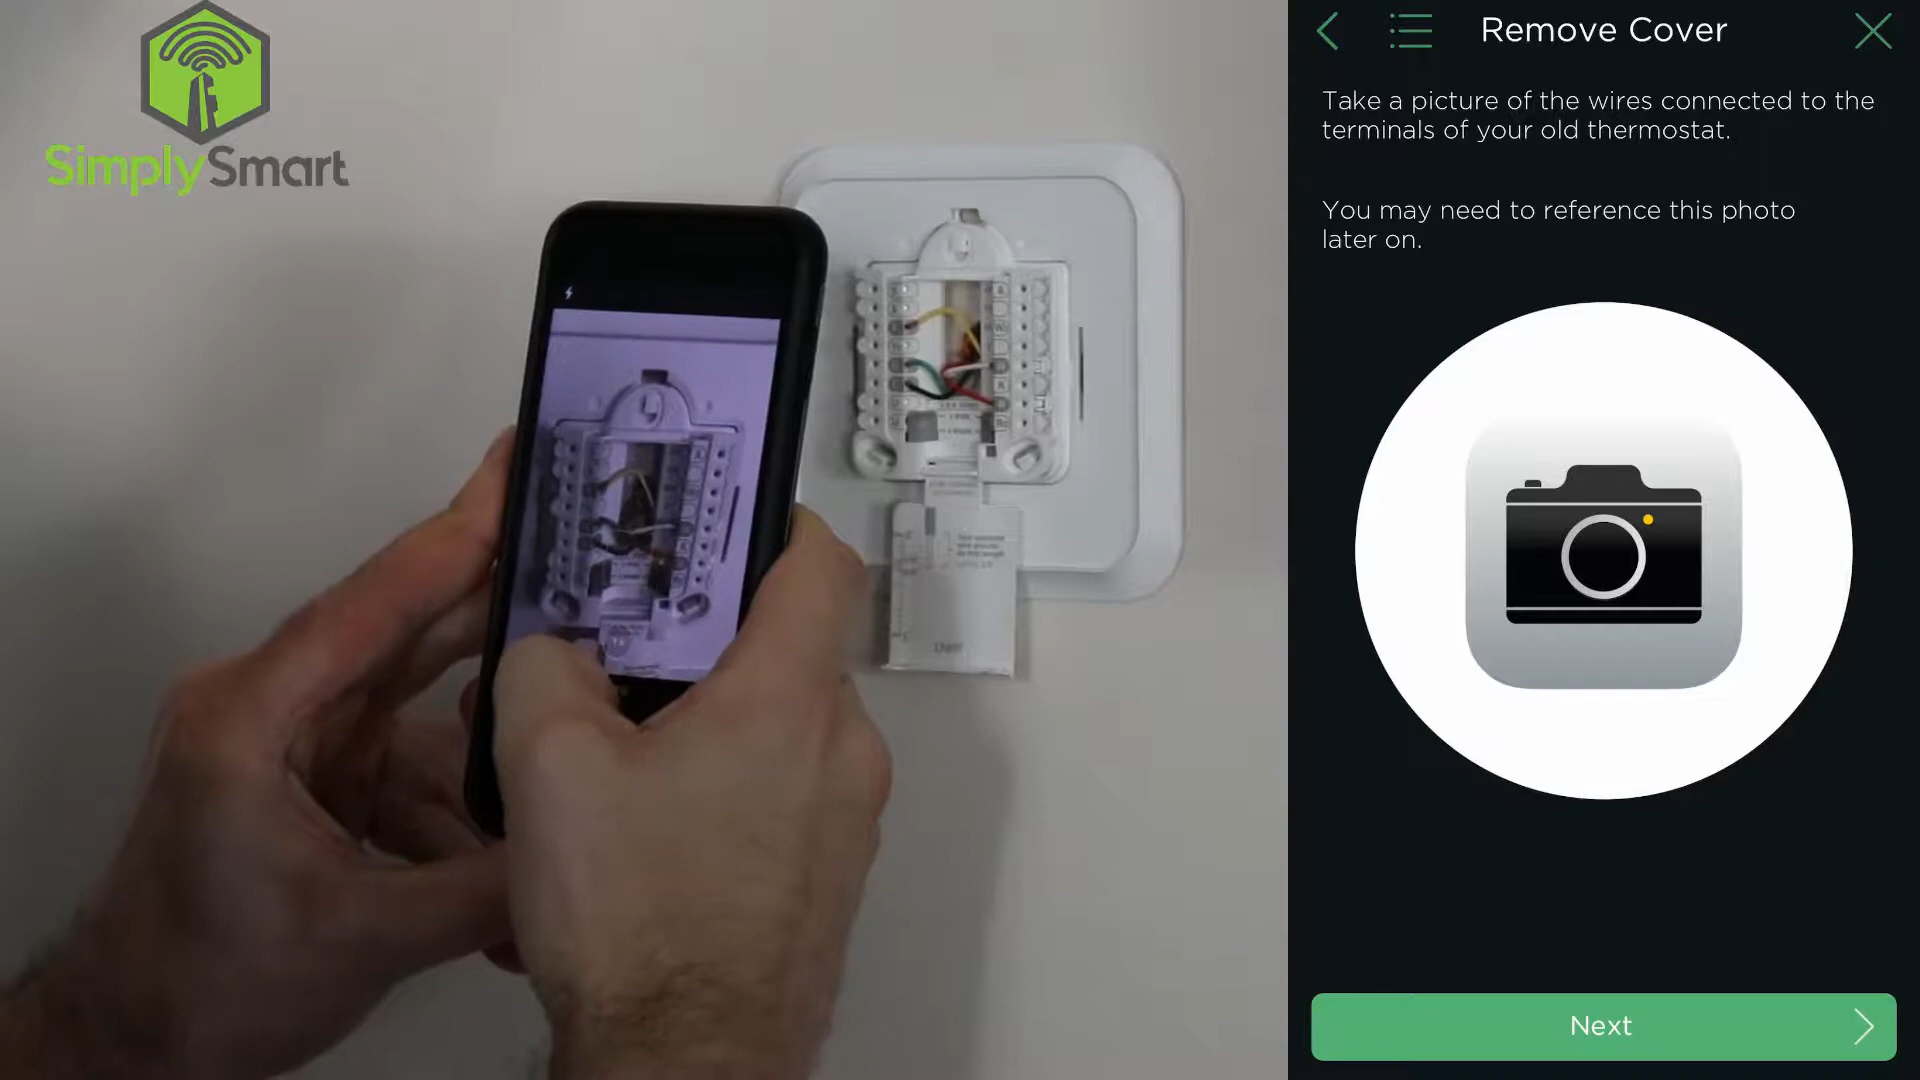 SimplySmart
Remove Cover
Take a picture of the wires connected to the
terminals of your old thermostat.
You may need to reference this photo
later on.
Next